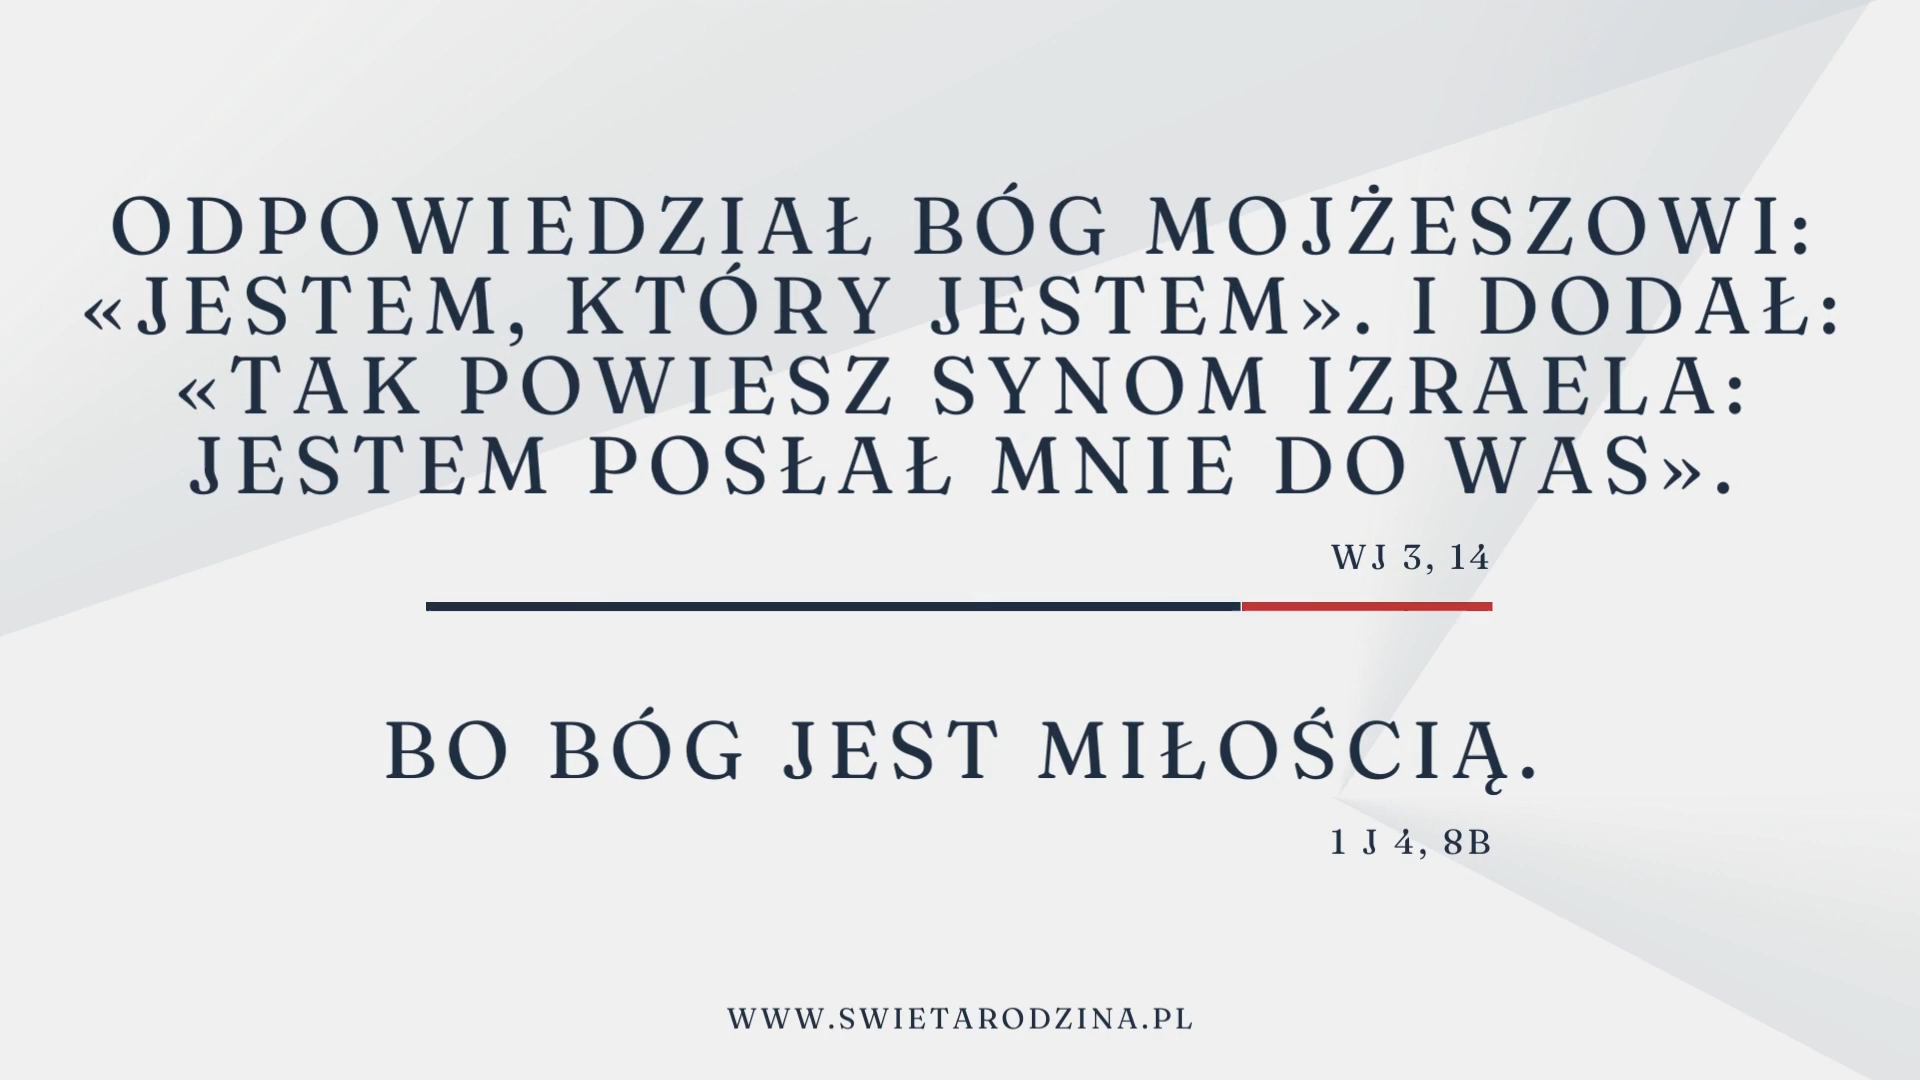 ODPOWIEDZIAŁ BÓG MOJŻESZOWI:
«JESTEM, KTÓRY JESTEM». I DODAŁ:
«TAK POWIESZ SYNOM IZRAELA:
JESTEM POSŁAŁ MNIE DO WAS».
WJ 3, 14
BO BÓG JEST MIŁOŚCIĄ.
1 J 4, 8B
WWW.SWIETARODZINA.PL